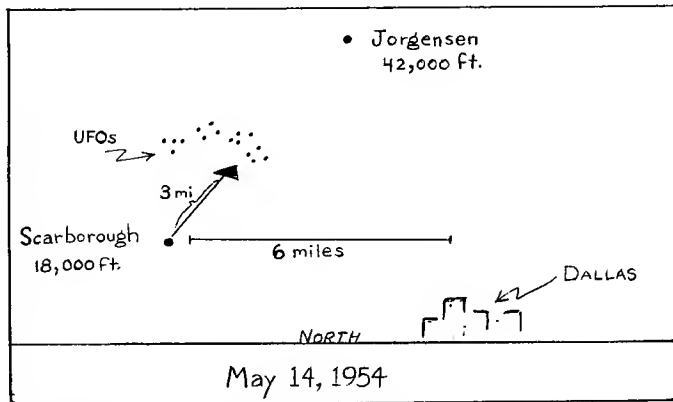 Jorgensen
42,000 ft.
UFOs
3 mi
Scarborough
18,000 ft.
6 miles
DALLAS
NORTH
May 14, 1954